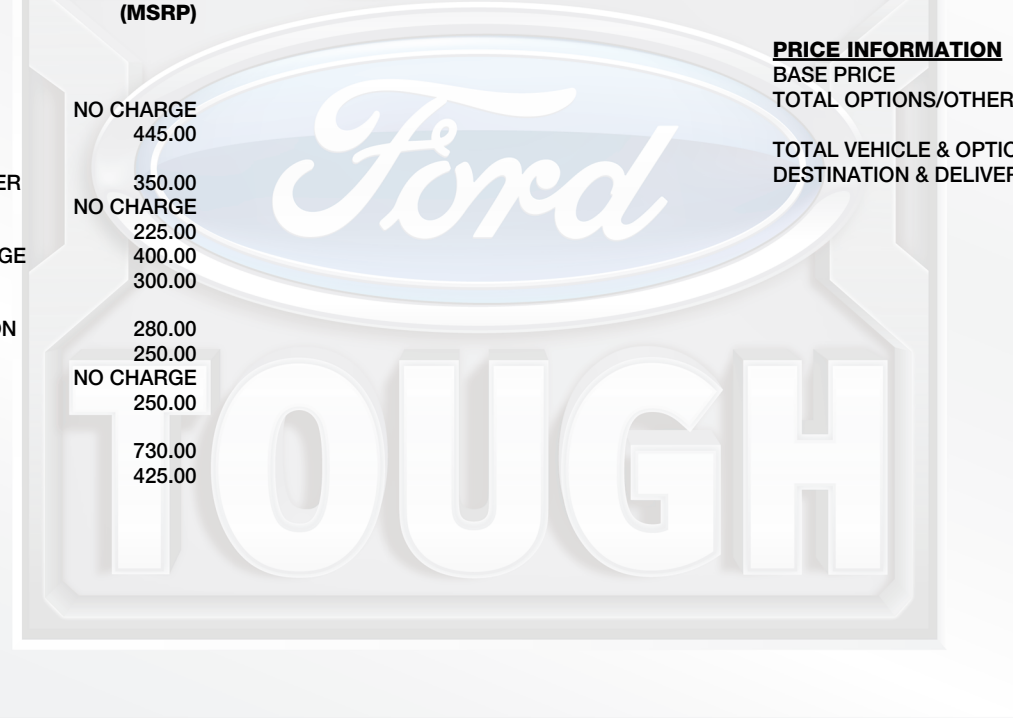 (MSRP)
NO CHARGE
445.00
ER 350.00
NO CHARGE
225.00
GE 400.00
300.00
ON 280.00
250.00
NO CHARGE
250.00
730.00
425.00
PRICE INFORMATION
BASE PRICE
TOTAL OPTIONS/OTHER
TOTAL VEHICLE & OPTIO
DESTINATION & DELIVER
Ford
TOUGH